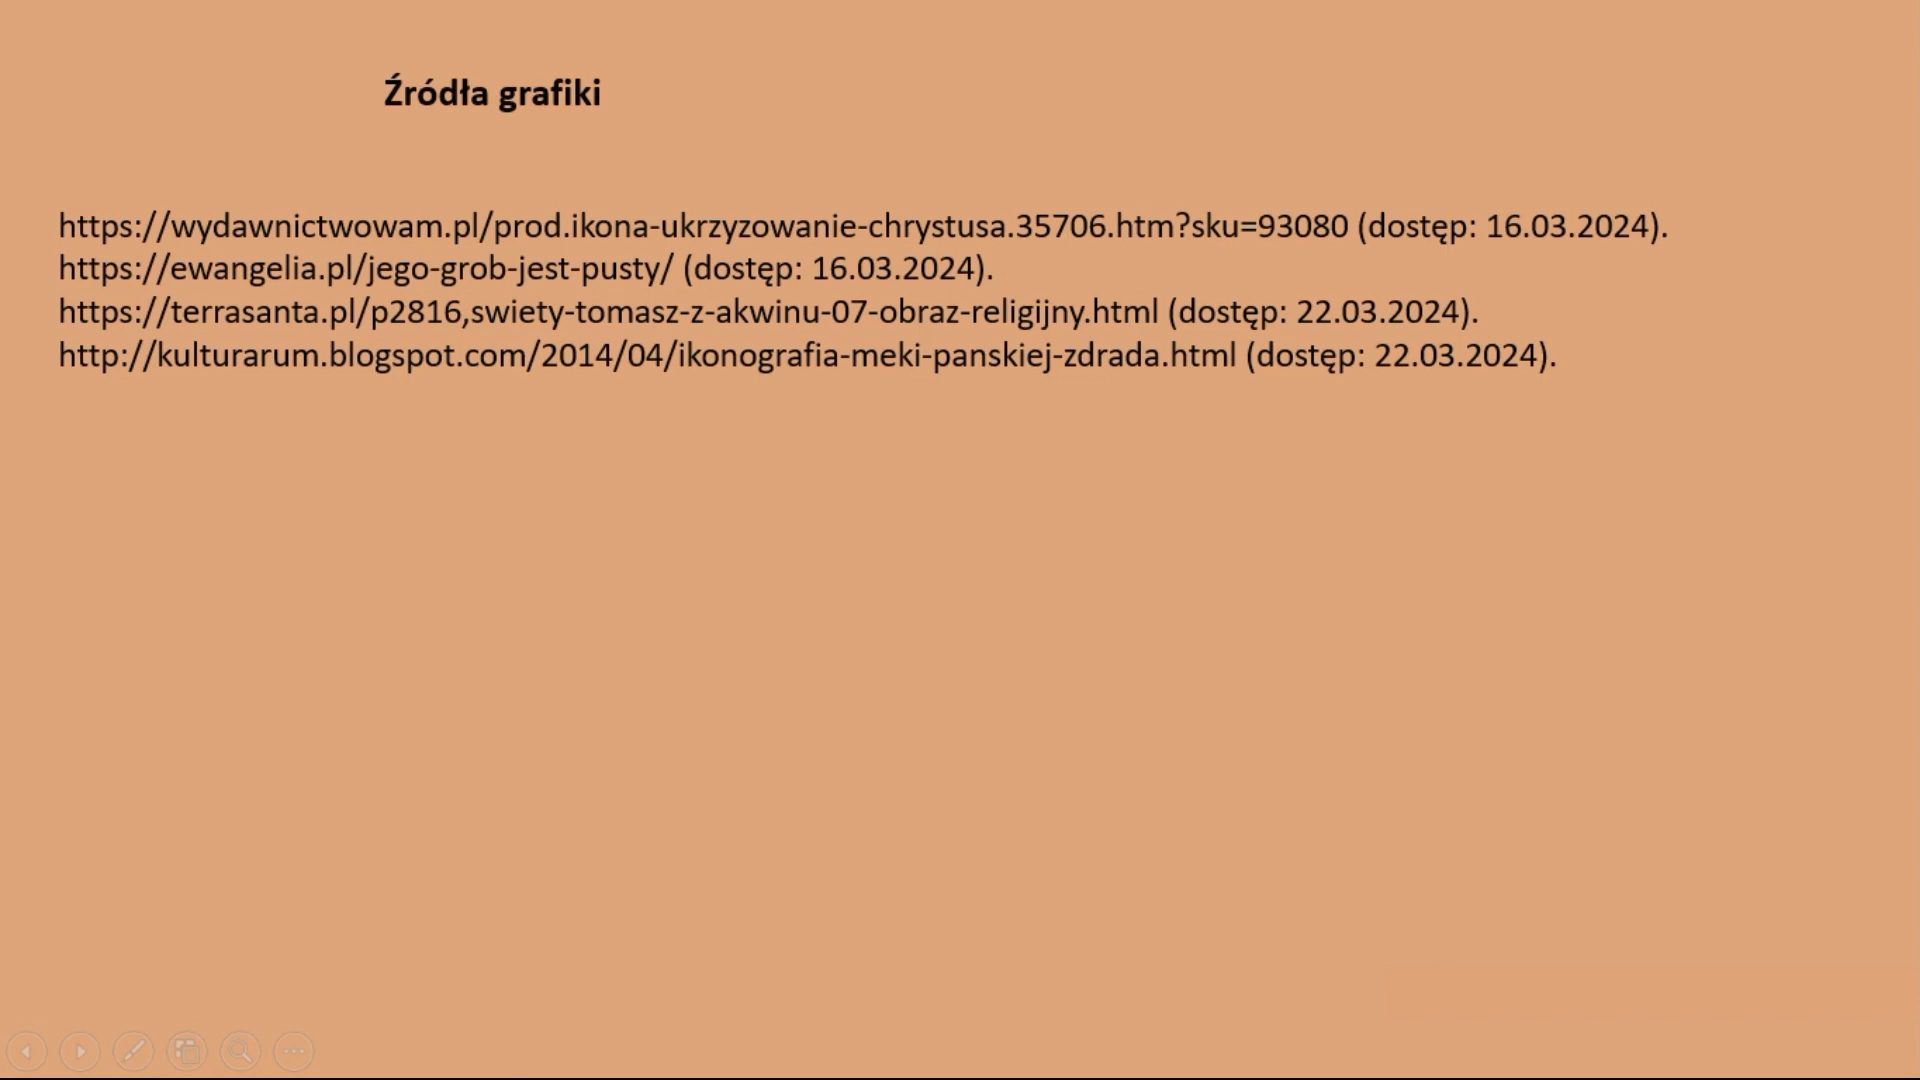 Źródła grafiki
https://wydawnictwowam.pl/prod.ikona-ukrzyzowanie-chrystusa.35706.htm?sku=93080 (dostęp: 16.03.2024).
https://ewangelia.pl/jego-grob-jest-pusty/ (dostęp: 16.03.2024).
https://terrasanta.pl/p2816,swiety-tomasz-z-akwinu-07-obraz-religijny.html (dostęp: 22.03.2024).
http://kulturarum.blogspot.com/2014/04/ikonografia-meki-panskiej-zdrada.html (dostęp: 22.03.2024).